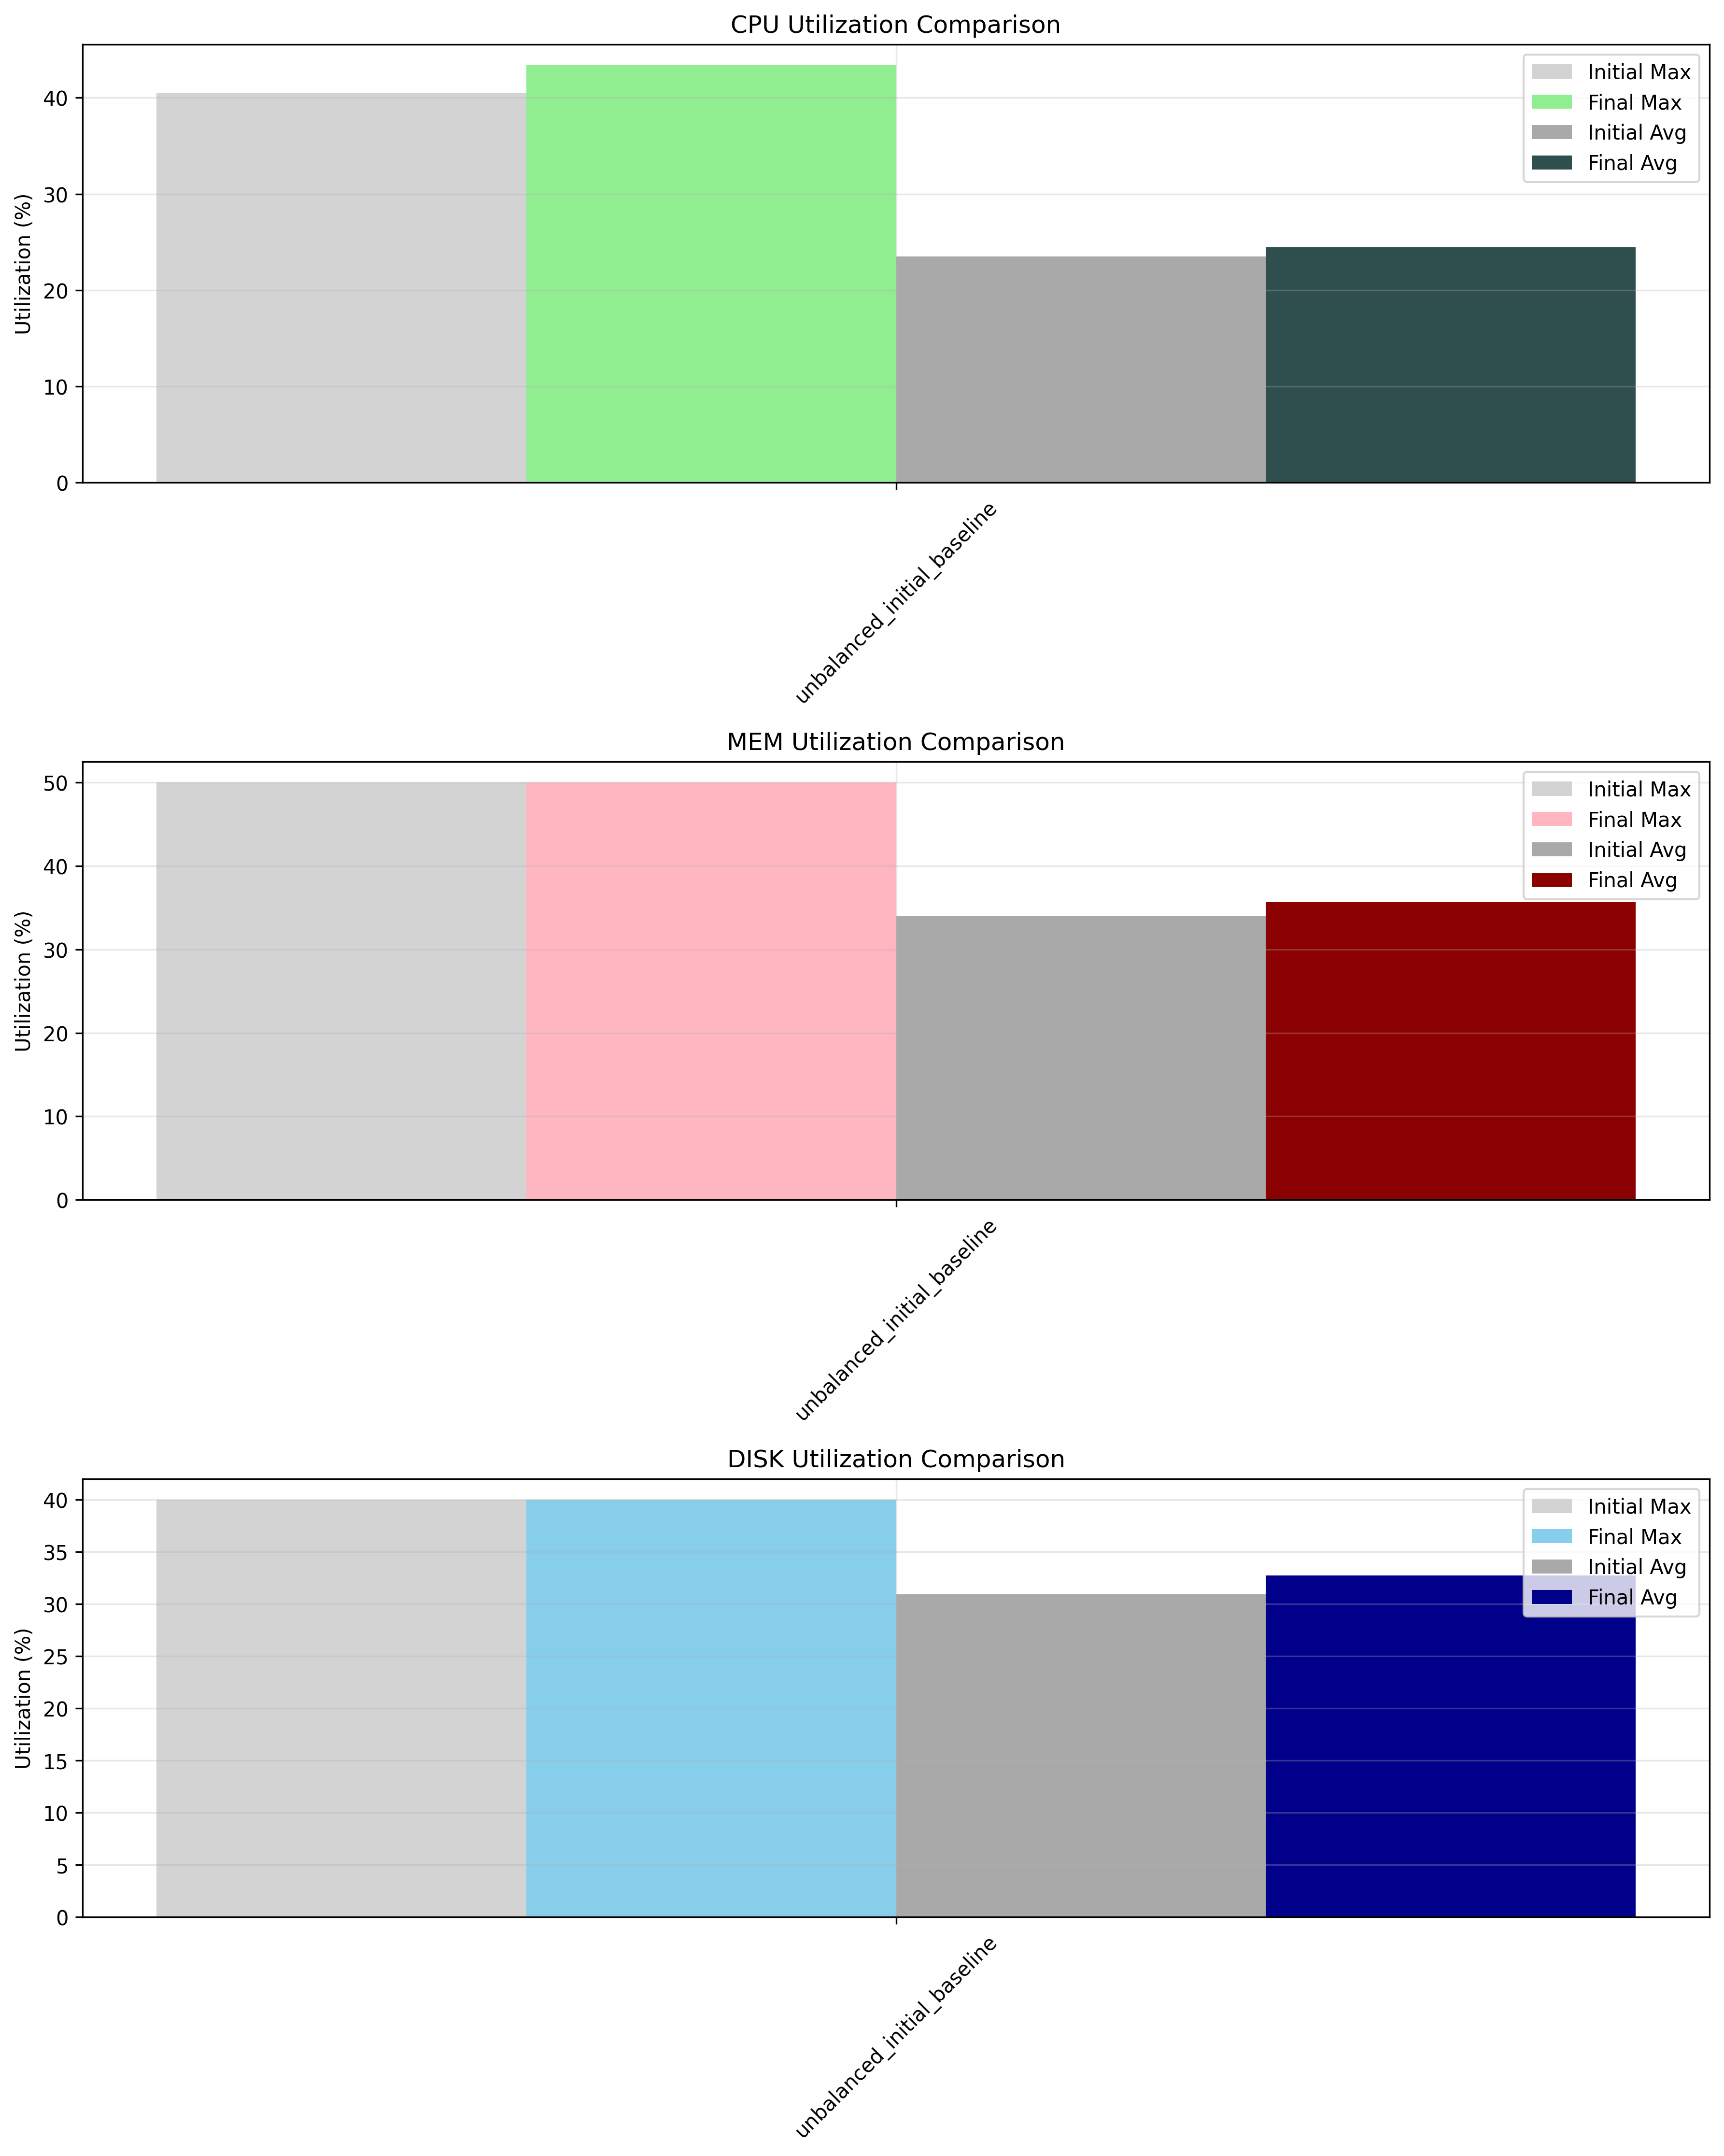 CPU Utilization Comparison
Utilization (%)
40
30
20
10
0
Initial Max
Final Max
Initial Avg
Final Avg
unbalanced_initial_baseline
MEM Utilization Comparison
Utilization (%)
50
40
30
20
10
0
Initial Max
Final Max
Initial Avg
Final Avg
unbalanced_initial_baseline
DISK Utilization Comparison
Utilization (%)
40
35
30
25
20
15
10
5
0
Initial Max
Final Max
Initial Avg
Final Avg
unbalanced_initial_baseline